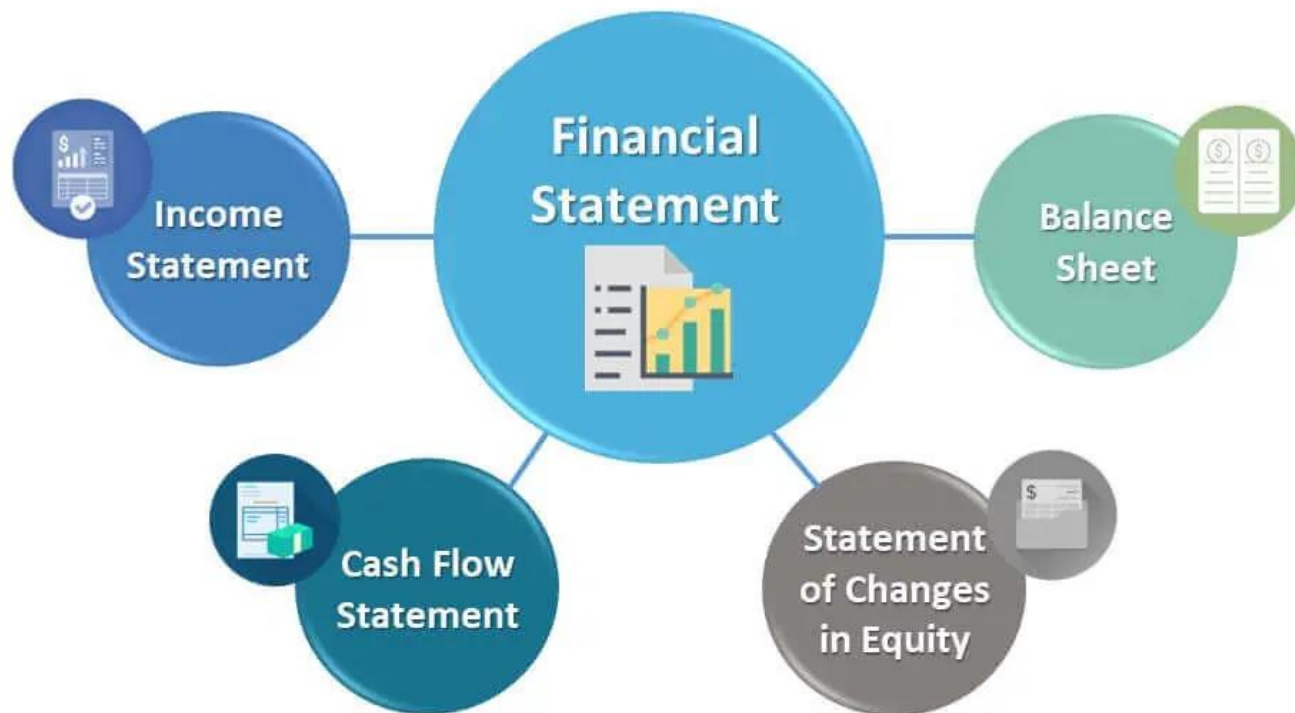 Financial
Statement
Income
Statement
$
Balance
Sheet
$ $
Cash Flow
Statement
Statement
of Changes
in Equity
$